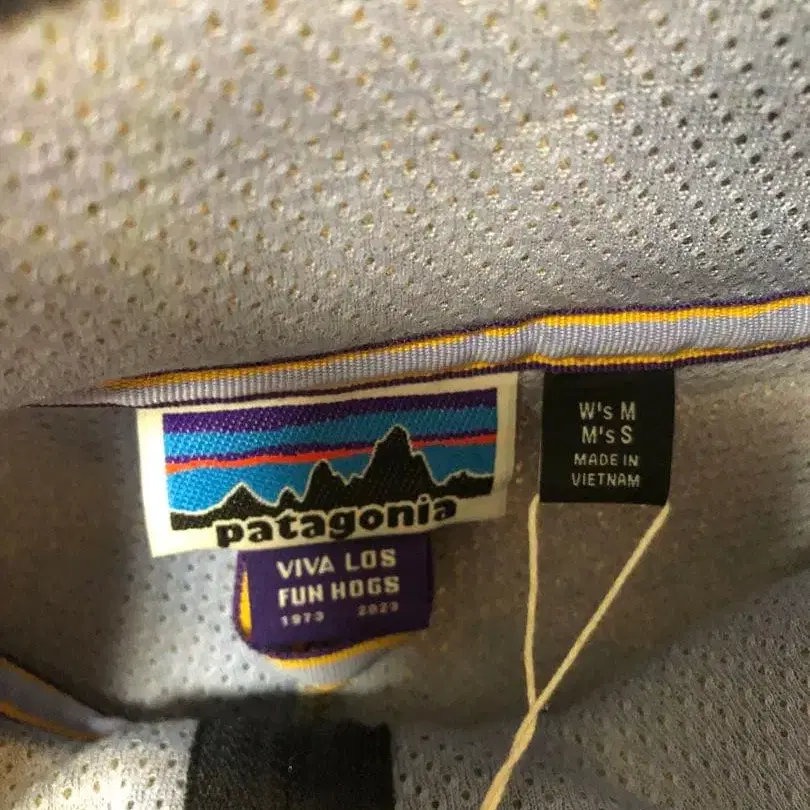 patagonia
VIVA LOS
FUN HOGS
1973 2023
W's M
M's S
MADE IN
VIETNAM